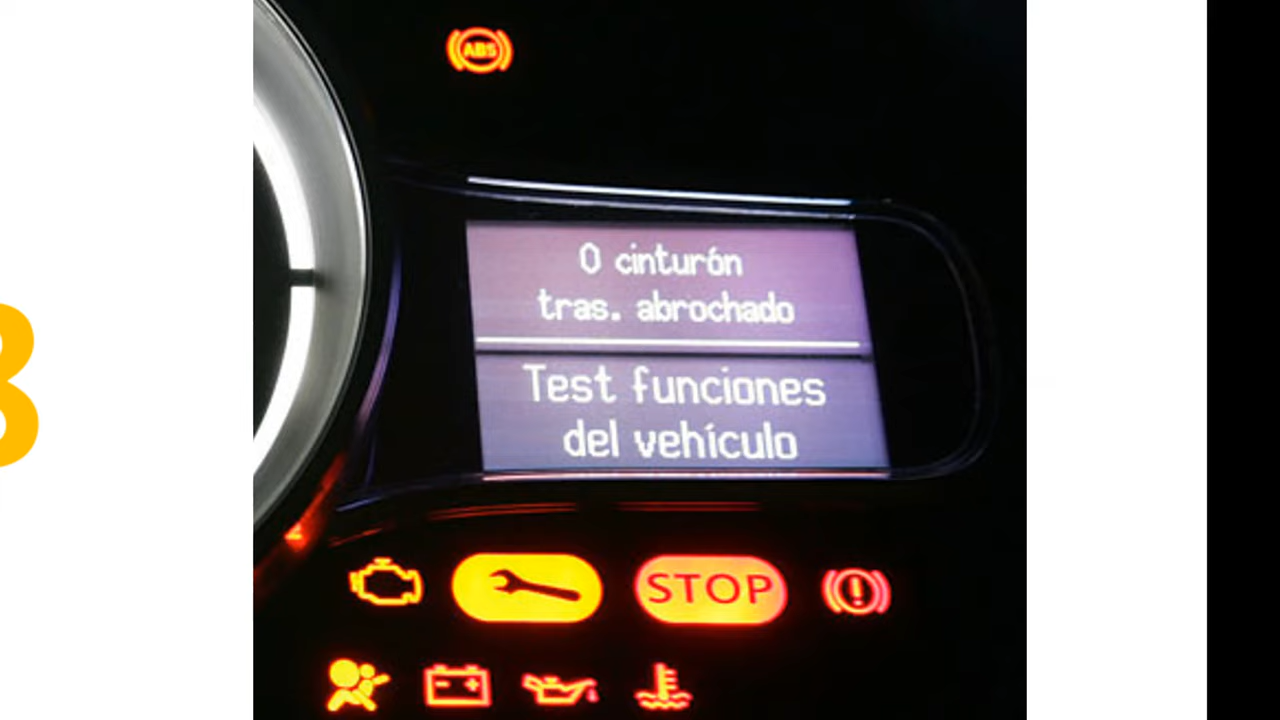 ABS
0 cinturón
tras. abrochado
Test funciones
del vehículo
STOP